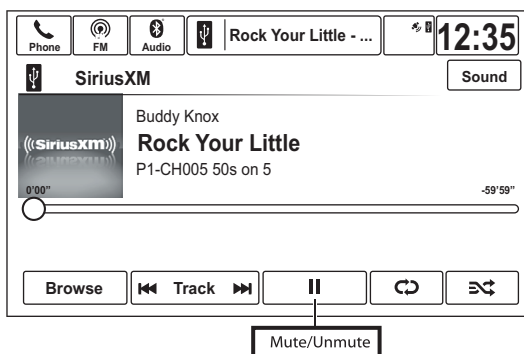 Phone
FM
Audio
Rock Your Little - ...
12:35
SiriusXM
Sound
((SiriusXM))
Buddy Knox
Rock Your Little
P1-CH005 50s on 5
0'00"
-59'59"
Browse
Track
Mute/Unmute